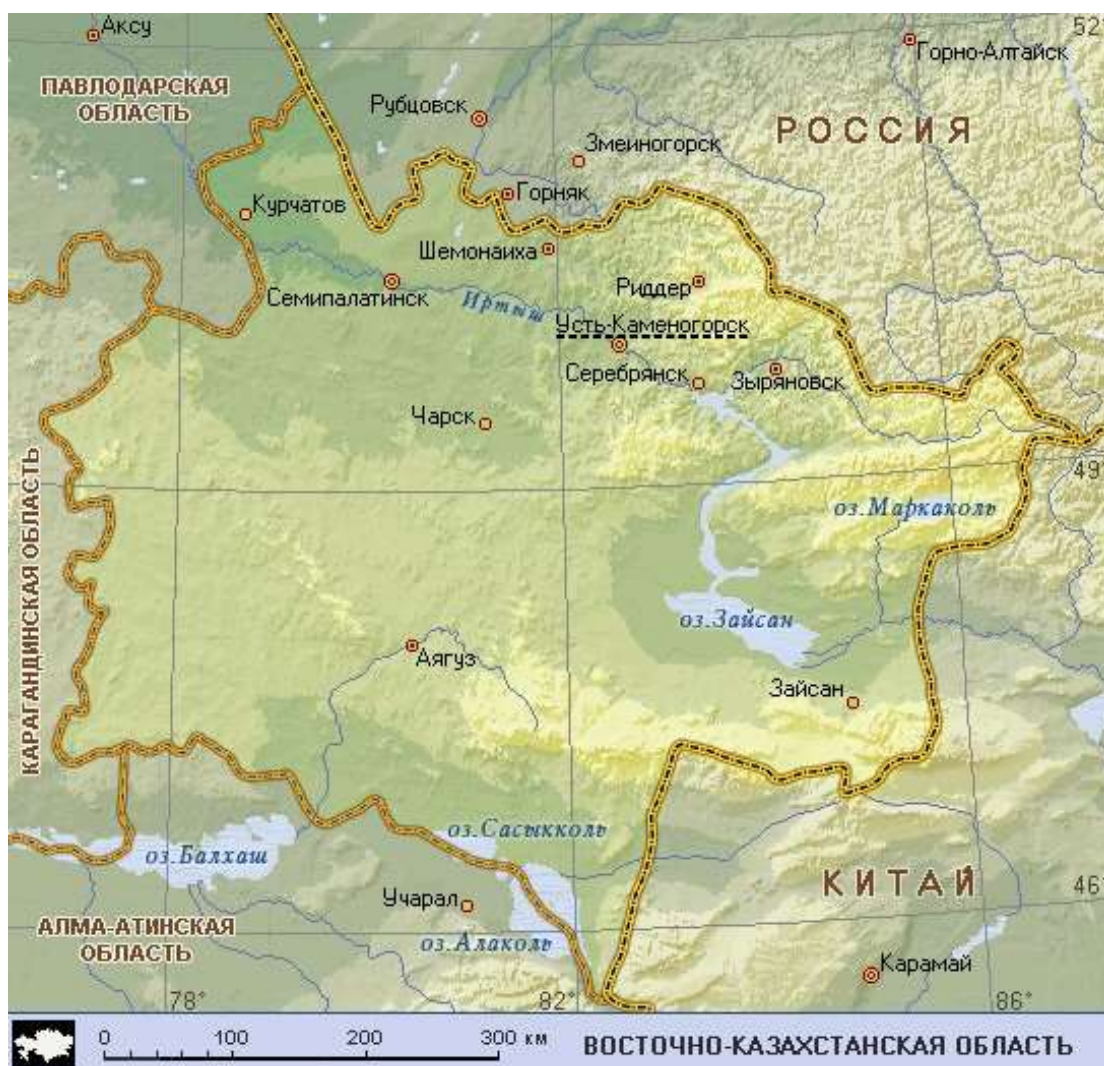 Аксу
52°
Горно-Алтайск
ПАВЛОДАРСКАЯ
ОБЛАСТЬ
Рубцовск
РОССИЯ
Змеиногорск
Горняк
Курчатов
Шемонаиха
Риддер
Семипалатинск
Иртыш
Усть-Каменогорск
Серебрянск
Зыряновск
Чарск
49°
КАРАГАНДИНСКАЯ ОБЛАСТЬ
оз.Маркаколь
оз.Зайсан
Аягуз
Зайсан
оз.Сасыкколь
оз.Балхаш
КИТАЙ
46°
Учарал
АЛМА-АТИНСКАЯ
ОБЛАСТЬ
оз.Алаколь
Карамай
78° 82° 86°
0 100 200 300 км
ВОСТОЧНО-КАЗАХСТАНСКАЯ ОБЛАСТЬ